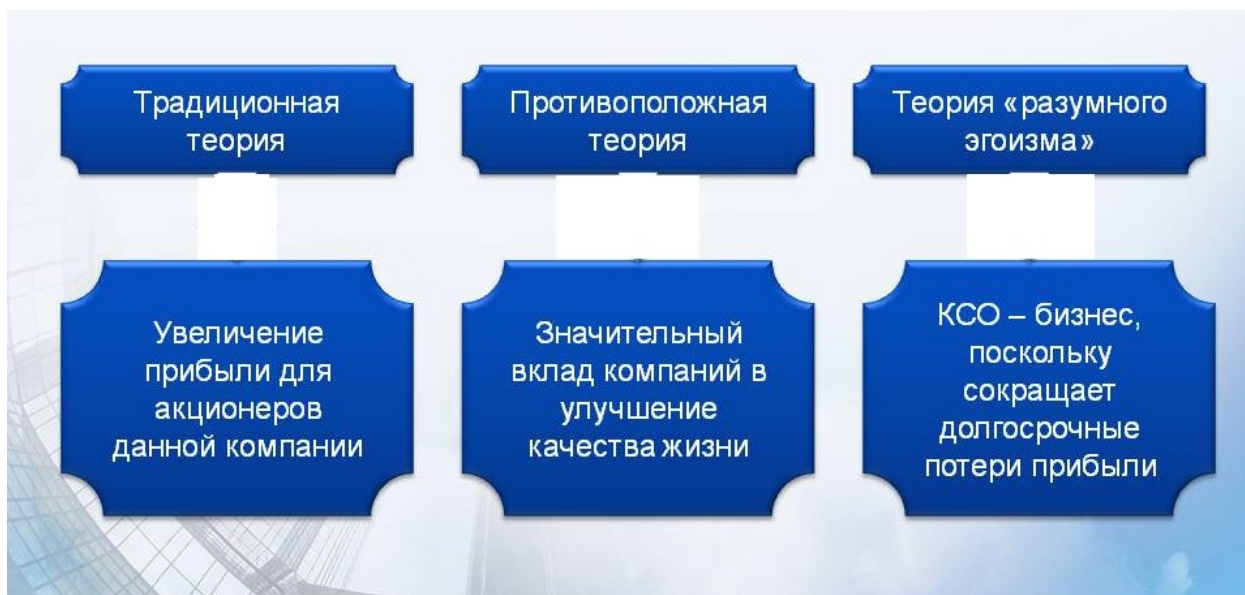 Традиционная
теория
Противоположная
теория
Теория «разумного
эгоизма»
Увеличение
прибыли для
акционеров
данной компании
Значительный
вклад компаний в
улучшение
качества жизни
КСО – бизнес,
поскольку
сокращает
долгосрочные
потери прибыли